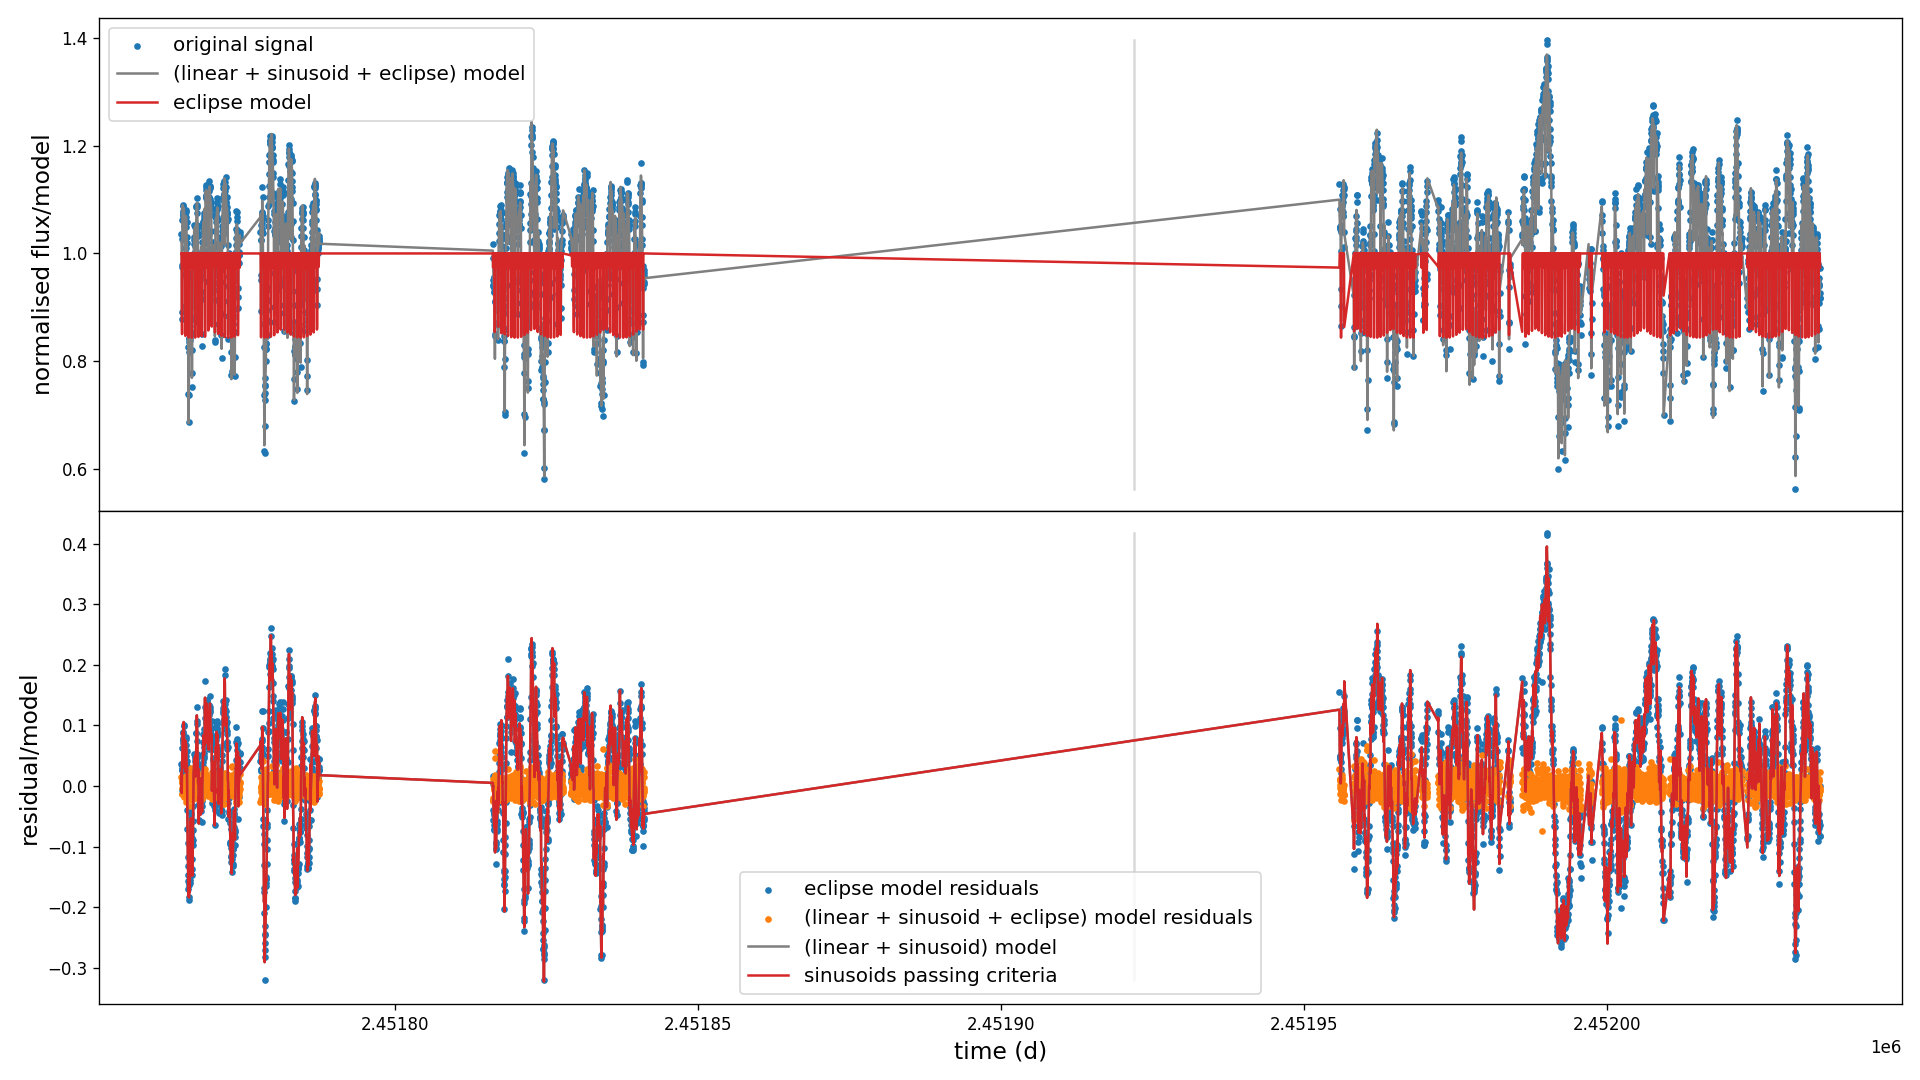 original signal
(linear + sinusoid + eclipse) model
eclipse model
normalised flux/model
1.4
1.2
1.0
0.8
0.6
residual/model
0.4
0.3
0.2
0.1
0.0
−0.1
−0.2
−0.3
eclipse model residuals
(linear + sinusoid + eclipse) model residuals
(linear + sinusoid) model
sinusoids passing criteria
2.45180
2.45185
2.45190
2.45195
2.45200
1e6
time (d)